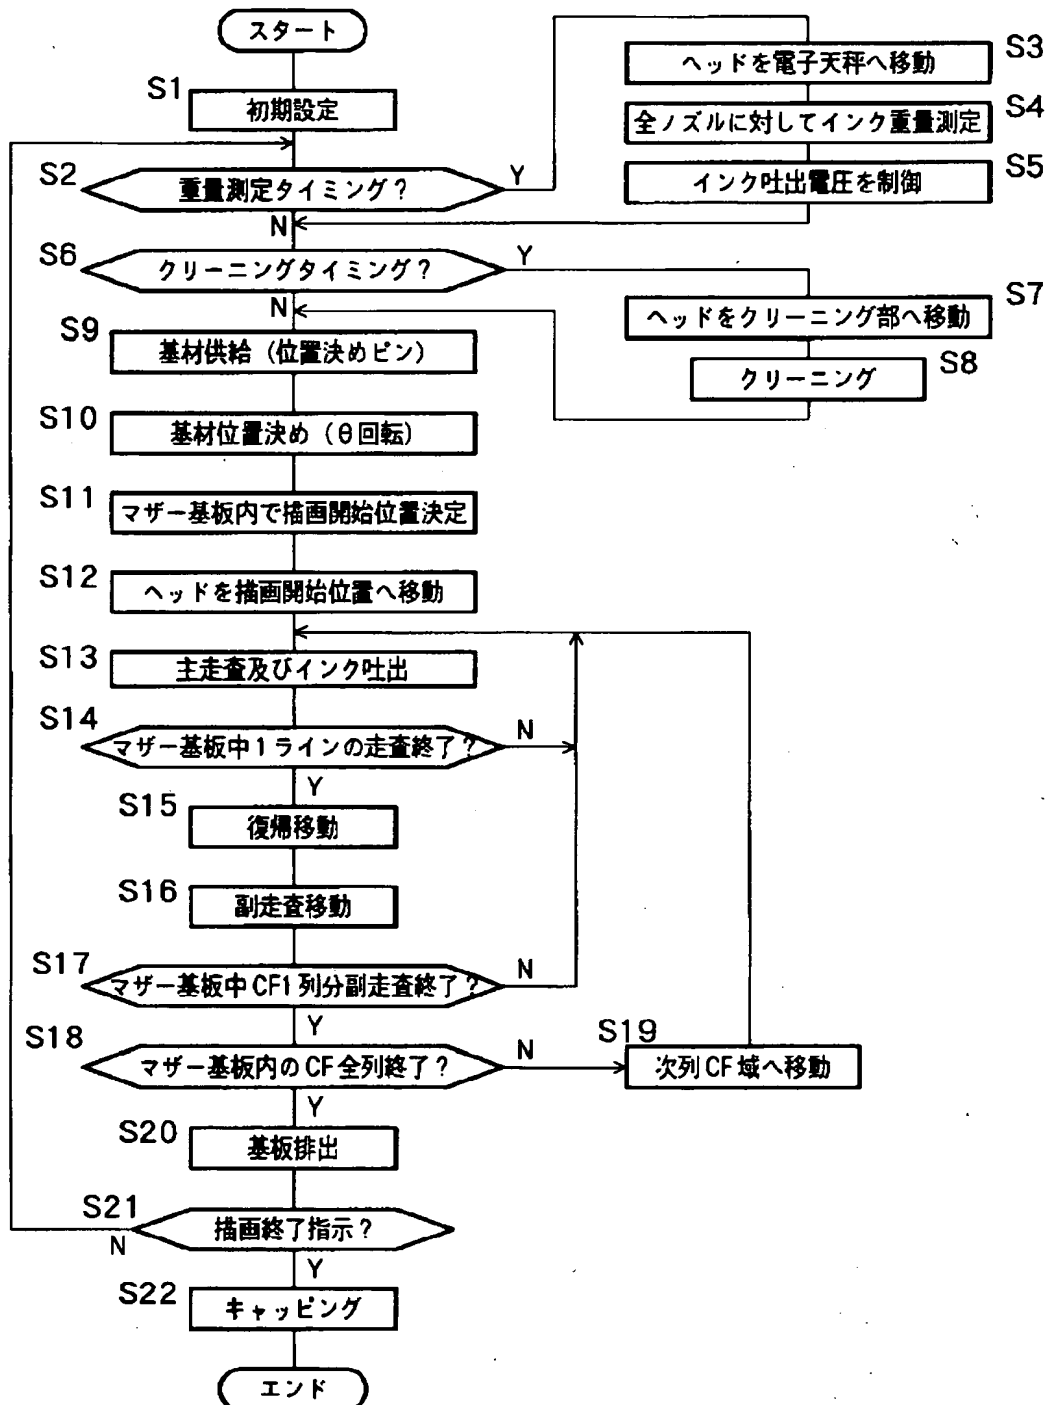 スタート
S1
初期設定
S2
重量測定タイミング?
Y
N
S3
ヘッドを電子天秤へ移動
S4
全ノズルに対してインク重量測定
S5
インク吐出電圧を制御
S6
クリーニングタイミング?
Y
N
S7
ヘッドをクリーニング部へ移動
S8
クリーニング
S9
基材供給(位置決めピン)
S10
基材位置決め(θ回転)
S11
マザー基板内で描画開始位置決定
S12
ヘッドを描画開始位置へ移動
S13
主走査及びインク吐出
S14
マザー基板中1ラインの走査終了?
N
Y
S15
復帰移動
S16
副走査移動
S17
マザー基板中CF1列分副走査終了?
N
Y
S18
マザー基板内のCF全列終了?
N
Y
S19
次列CF域へ移動
S20
基板排出
S21
描画終了指示?
N
Y
S22
キャッピング
エンド